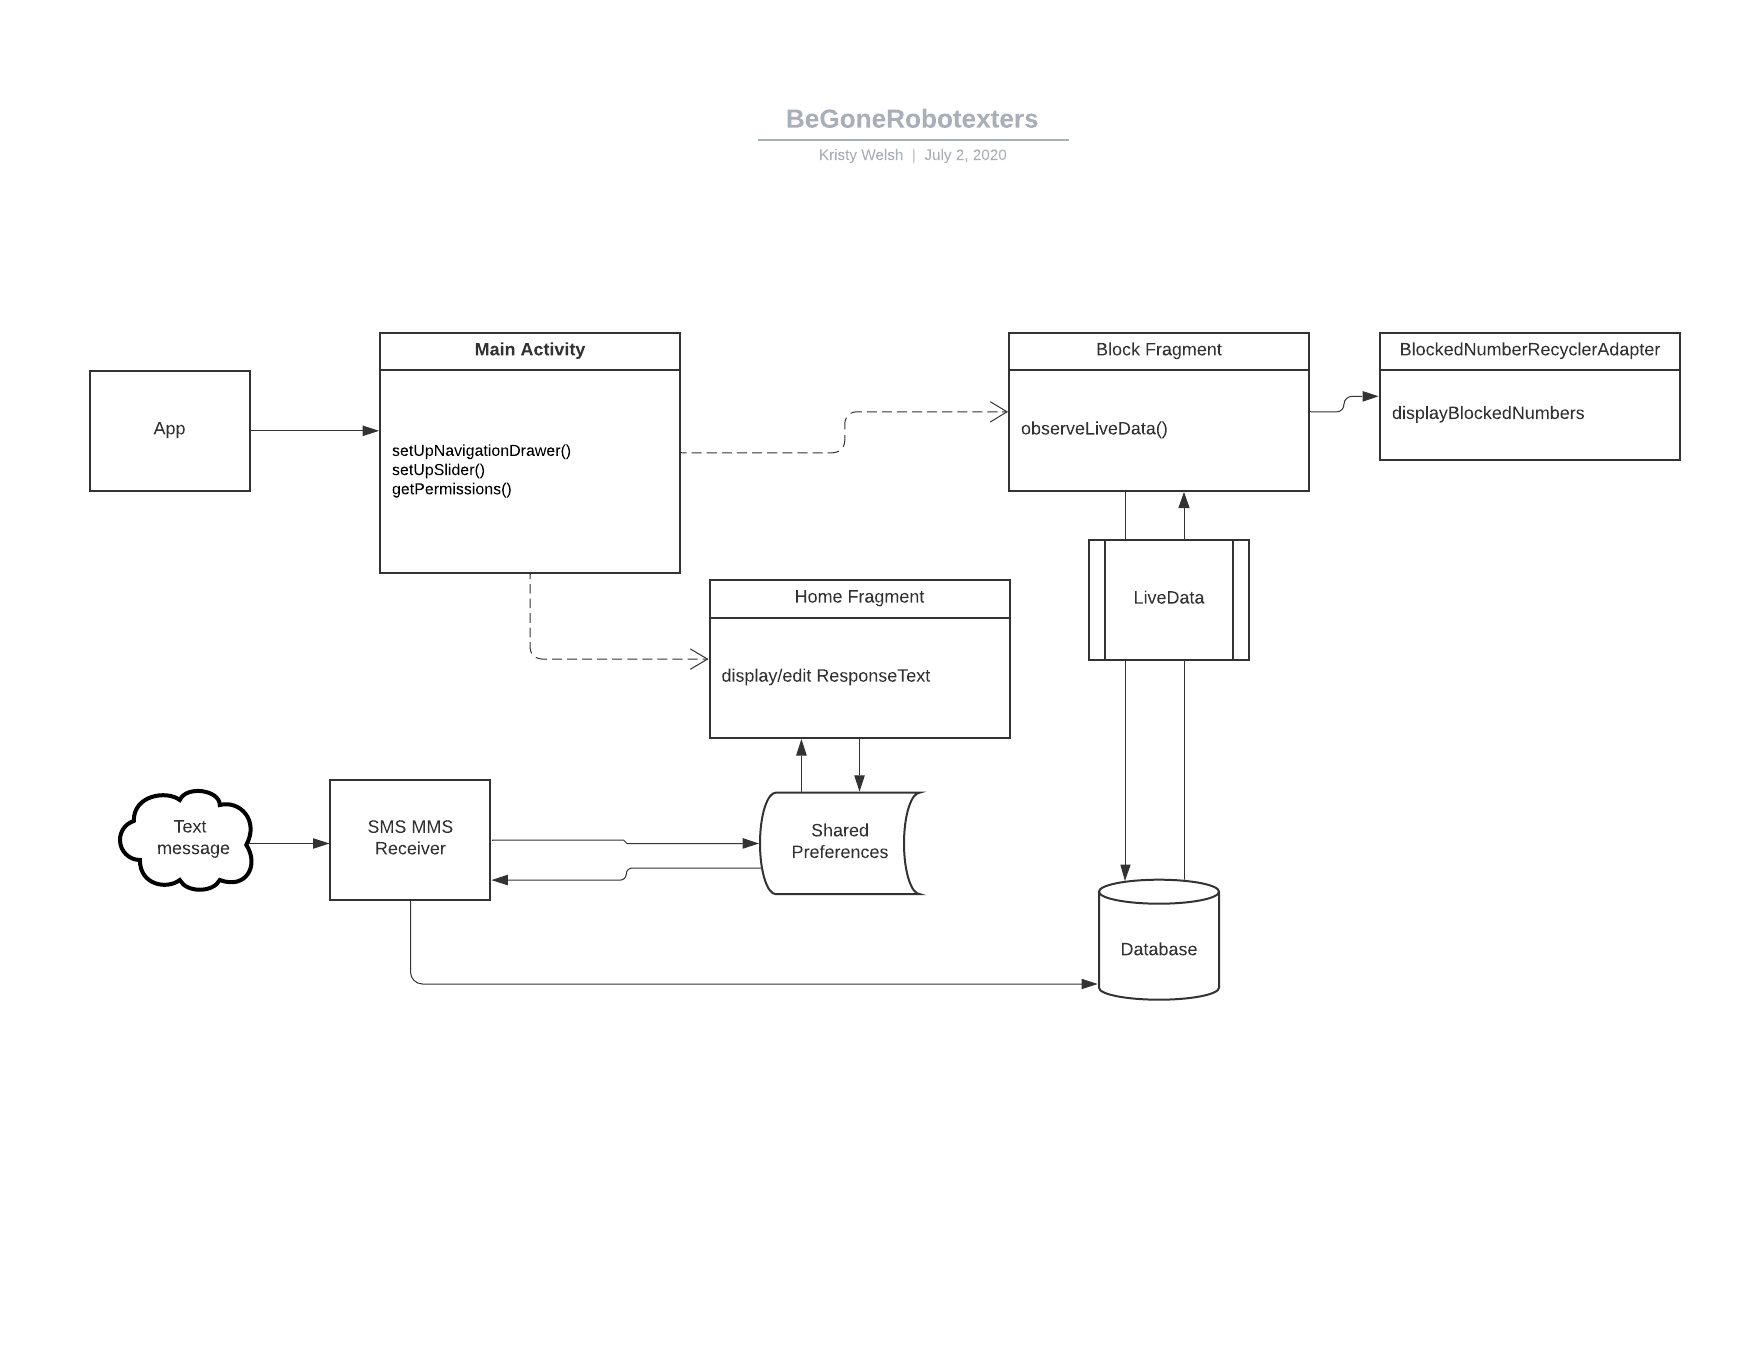 BeGoneRobotexters
Kristy Welsh | July 2, 2020
App
Main Activity
setUpNavigationDrawer()
setUpSlider()
getPermissions()
Block Fragment
observeLiveData()
BlockedNumberRecyclerAdapter
displayBlockedNumbers
LiveData
Home Fragment
display/edit ResponseText
Text
message
SMS MMS
Receiver
Shared
Preferences
Database